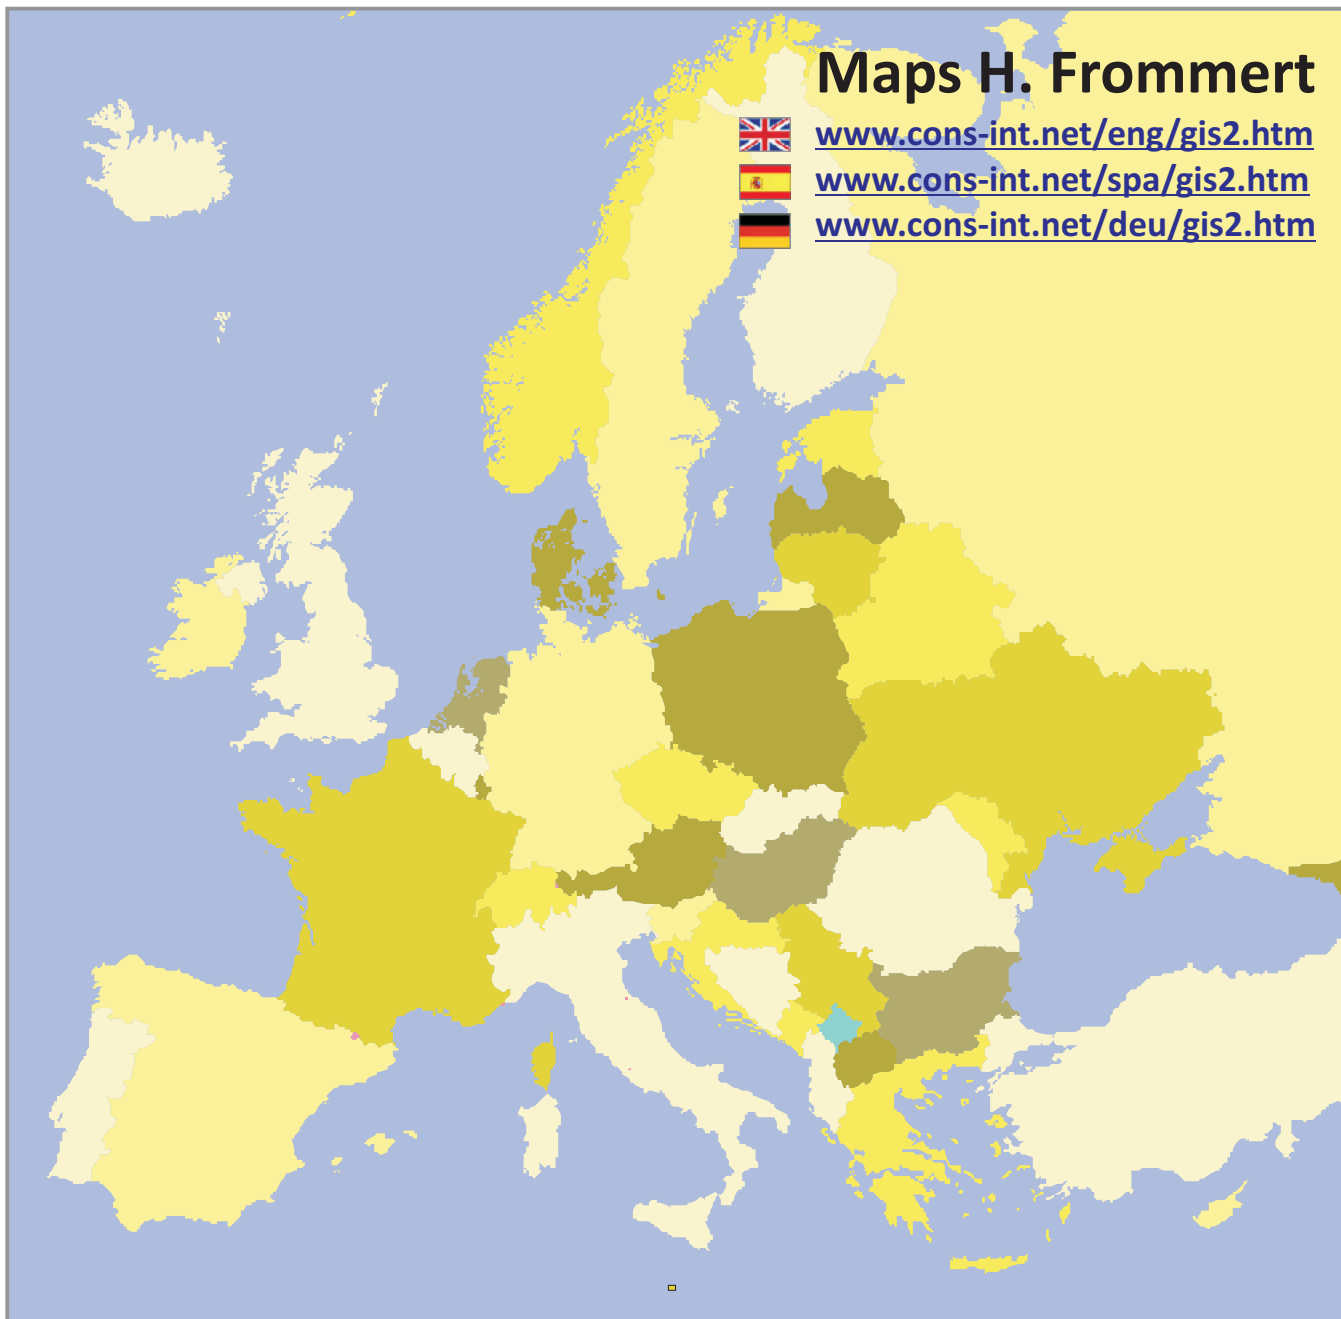 Maps H. Frommert
www.cons-int.net/eng/gis2.htm
www.cons-int.net/spa/gis2.htm
www.cons-int.net/deu/gis2.htm